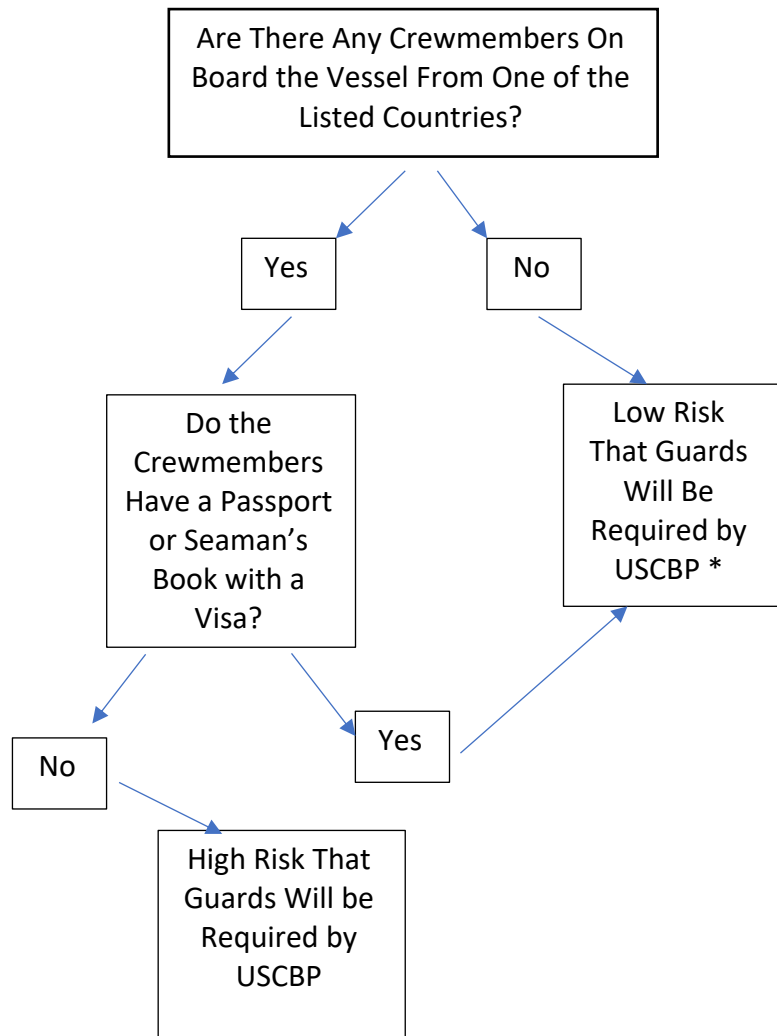 Are There Any Crewmembers On
Board the Vessel From One of the
Listed Countries?
Yes
No
Do the
Crewmembers
Have a Passport
or Seaman’s
Book with a
Visa?
Low Risk
That Guards
Will Be
Required by
USCBP *
No
Yes
High Risk That
Guards Will be
Required by
USCBP